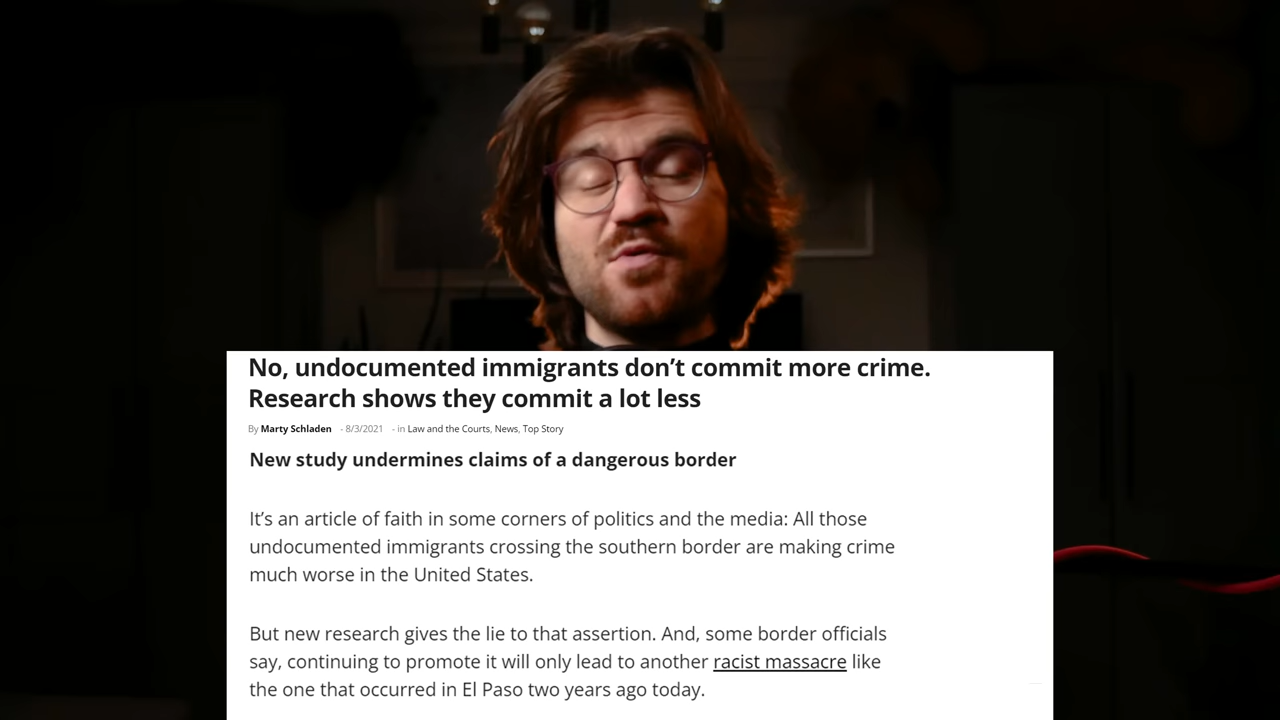 No, undocumented immigrants don’t commit more crime.
Research shows they commit a lot less
By Marty Schladen - 8/3/2021 - in Law and the Courts, News, Top Story
New study undermines claims of a dangerous border
It’s an article of faith in some corners of politics and the media: All those
undocumented immigrants crossing the southern border are making crime
much worse in the United States.
But new research gives the lie to that assertion. And, some border officials
say, continuing to promote it will only lead to another racist massacre like
the one that occurred in El Paso two years ago today.